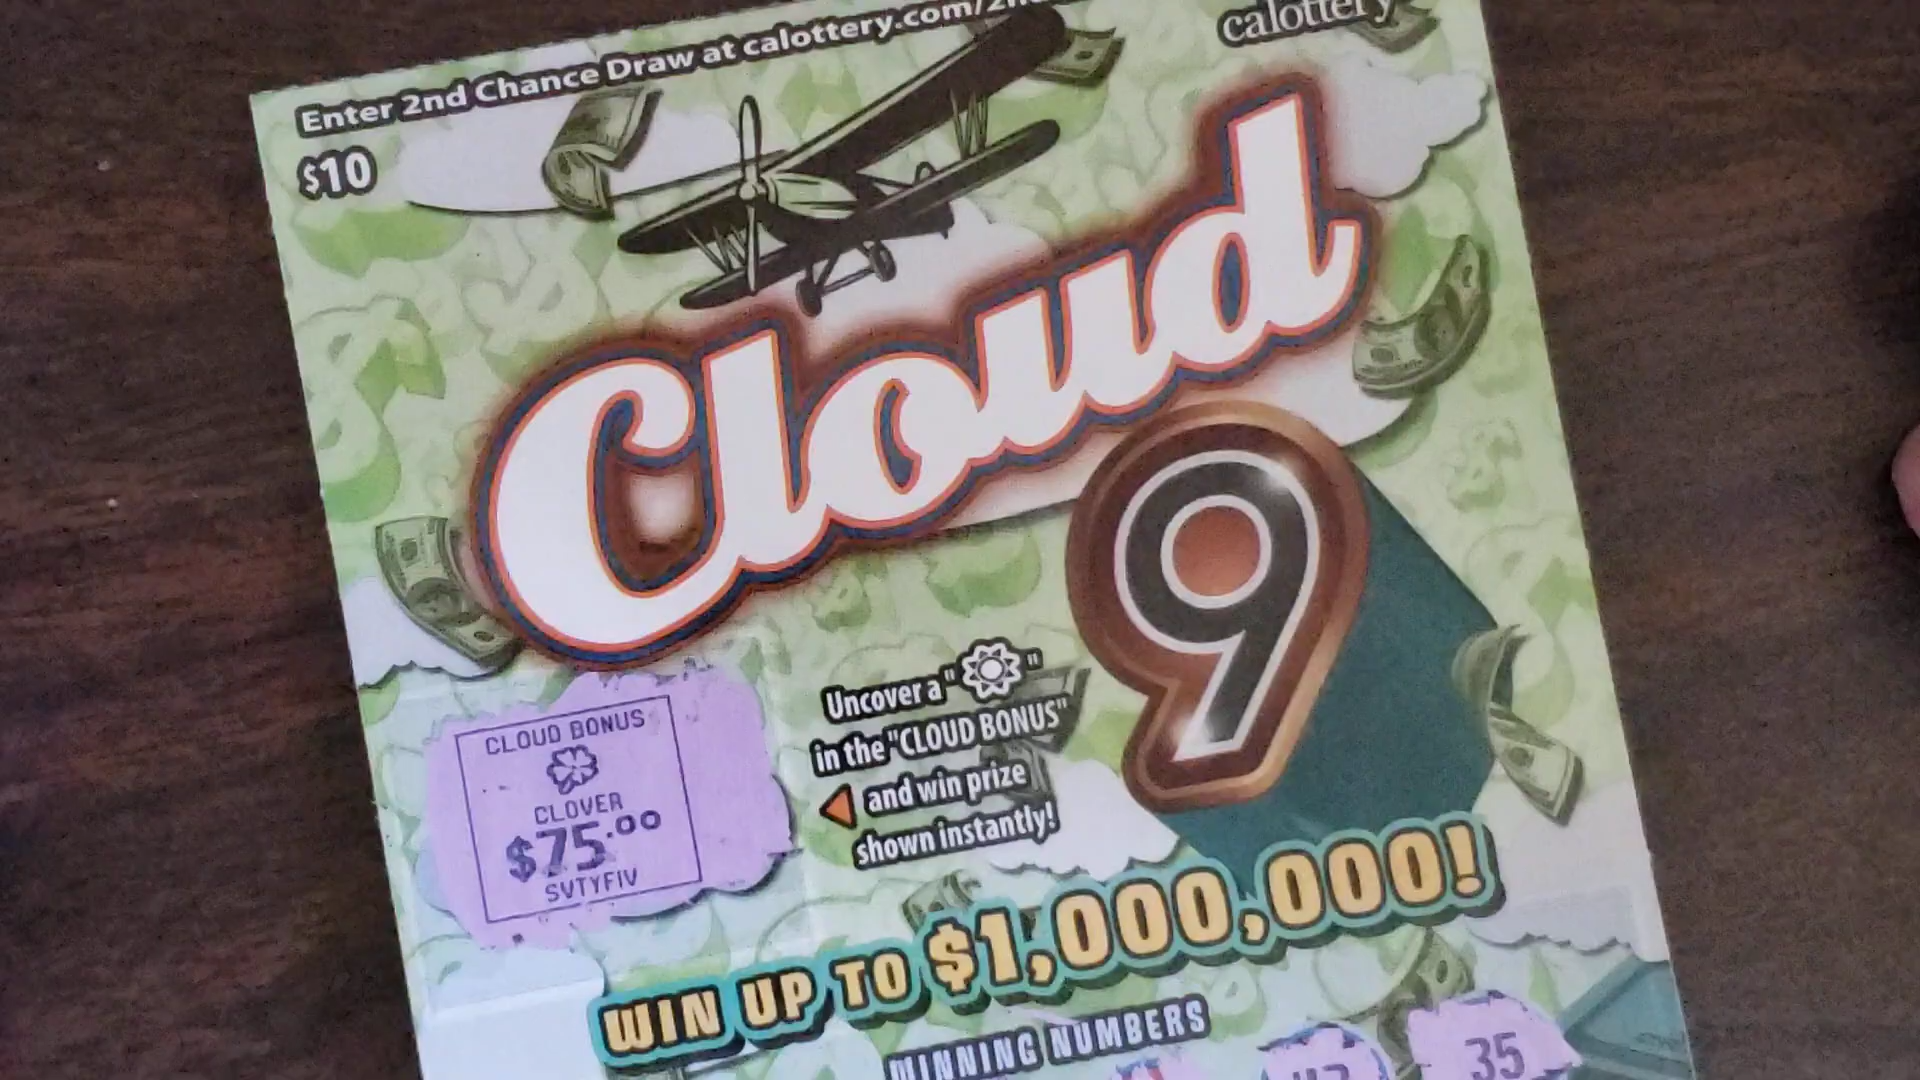 Enter 2nd Chance Draw at calottery.com/2nd
calottery
$10
Cloud
9
Uncover a " "
in the "CLOUD BONUS"
and win prize
shown instantly!
CLOUD BONUS
CLOVER
$75.00
SVTYFIV
WIN UP TO $1,000,000!
WINNING NUMBERS
35